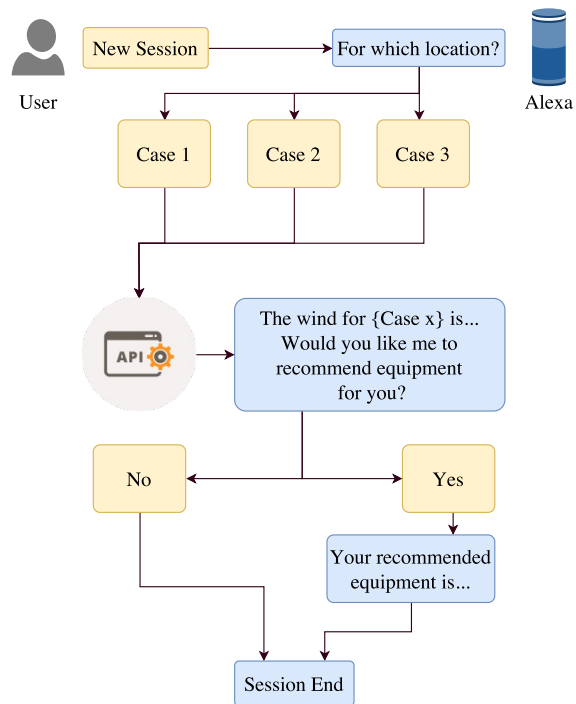 New Session
For which location?
User
Alexa
Case 1
Case 2
Case 3
API
The wind for {Case x} is...
Would you like me to
recommend equipment
for you?
No
Yes
Your recommended
equipment is...
Session End